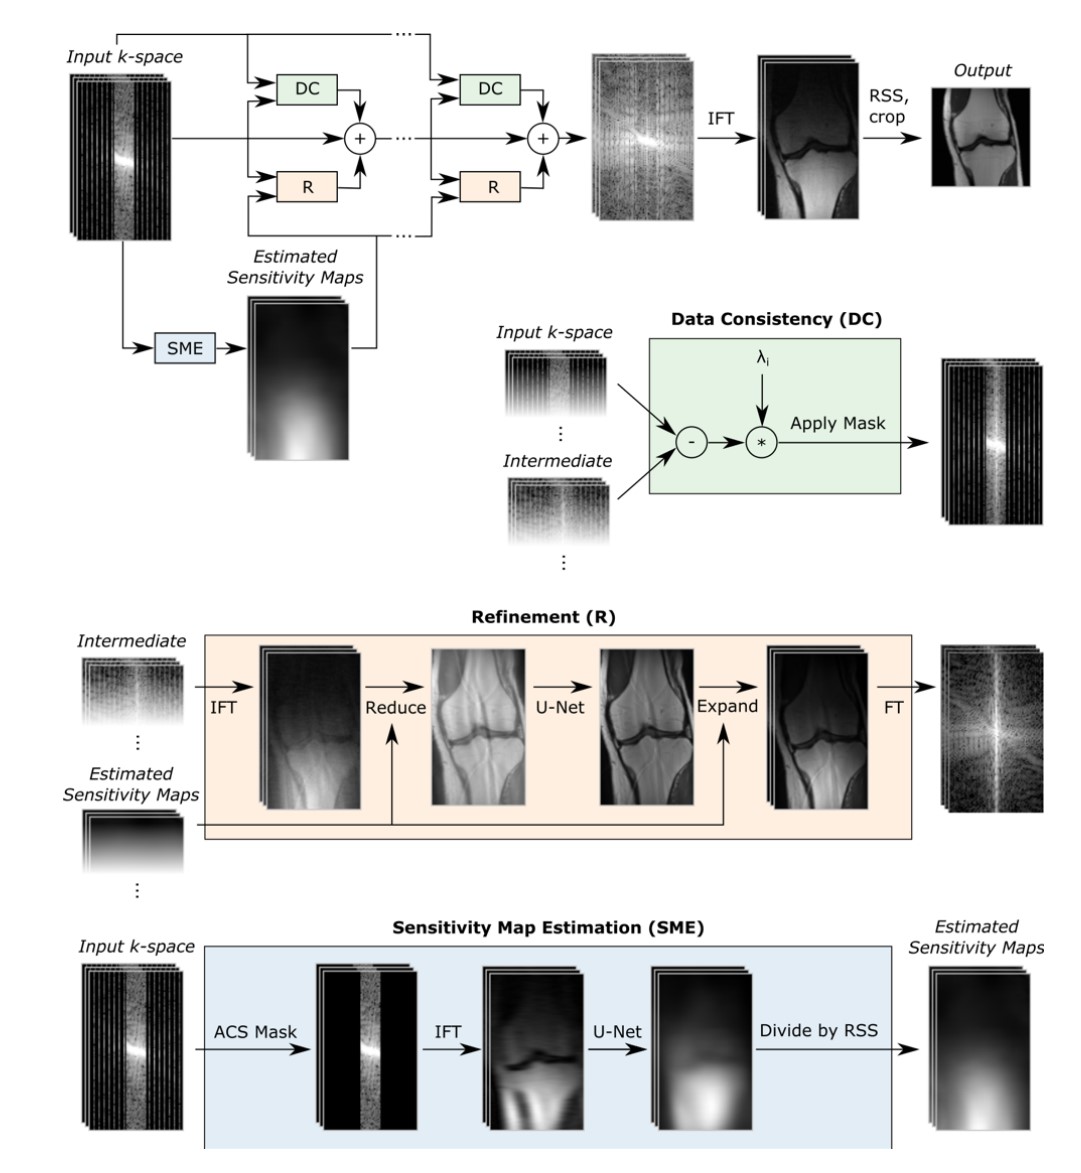 Input k-space
...
DC
DC
Output
+
...
+
IFT
RSS,
crop
R
R
...
Estimated
Sensitivity Maps
SME
Data Consistency (DC)
Input k-space
λi
Apply Mask
-
*
Intermediate
Refinement (R)
Intermediate
IFT
Reduce
U-Net
Expand
FT
Estimated
Sensitivity Maps
Sensitivity Map Estimation (SME)
Input k-space
Estimated
Sensitivity Maps
ACS Mask
IFT
U-Net
Divide by RSS